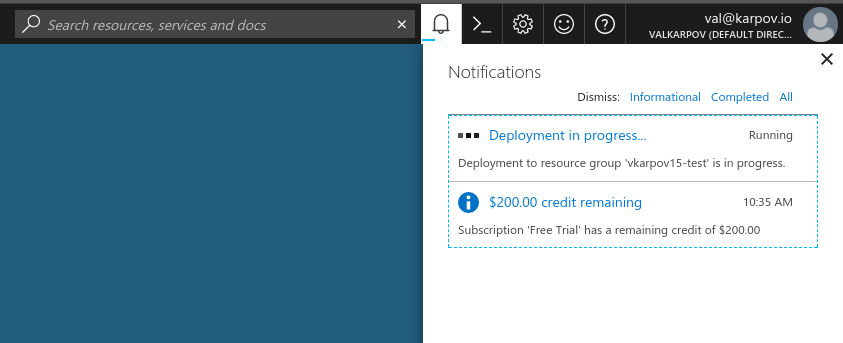 Search resources, services and docs
val@karpov.io
VALKARPOV (DEFAULT DIREC...
Notifications
Dismiss: Informational Completed All
Deployment in progress... Running
Deployment to resource group 'vkarpov15-test' is in progress.
$200.00 credit remaining 10:35 AM
Subscription 'Free Trial' has a remaining credit of $200.00